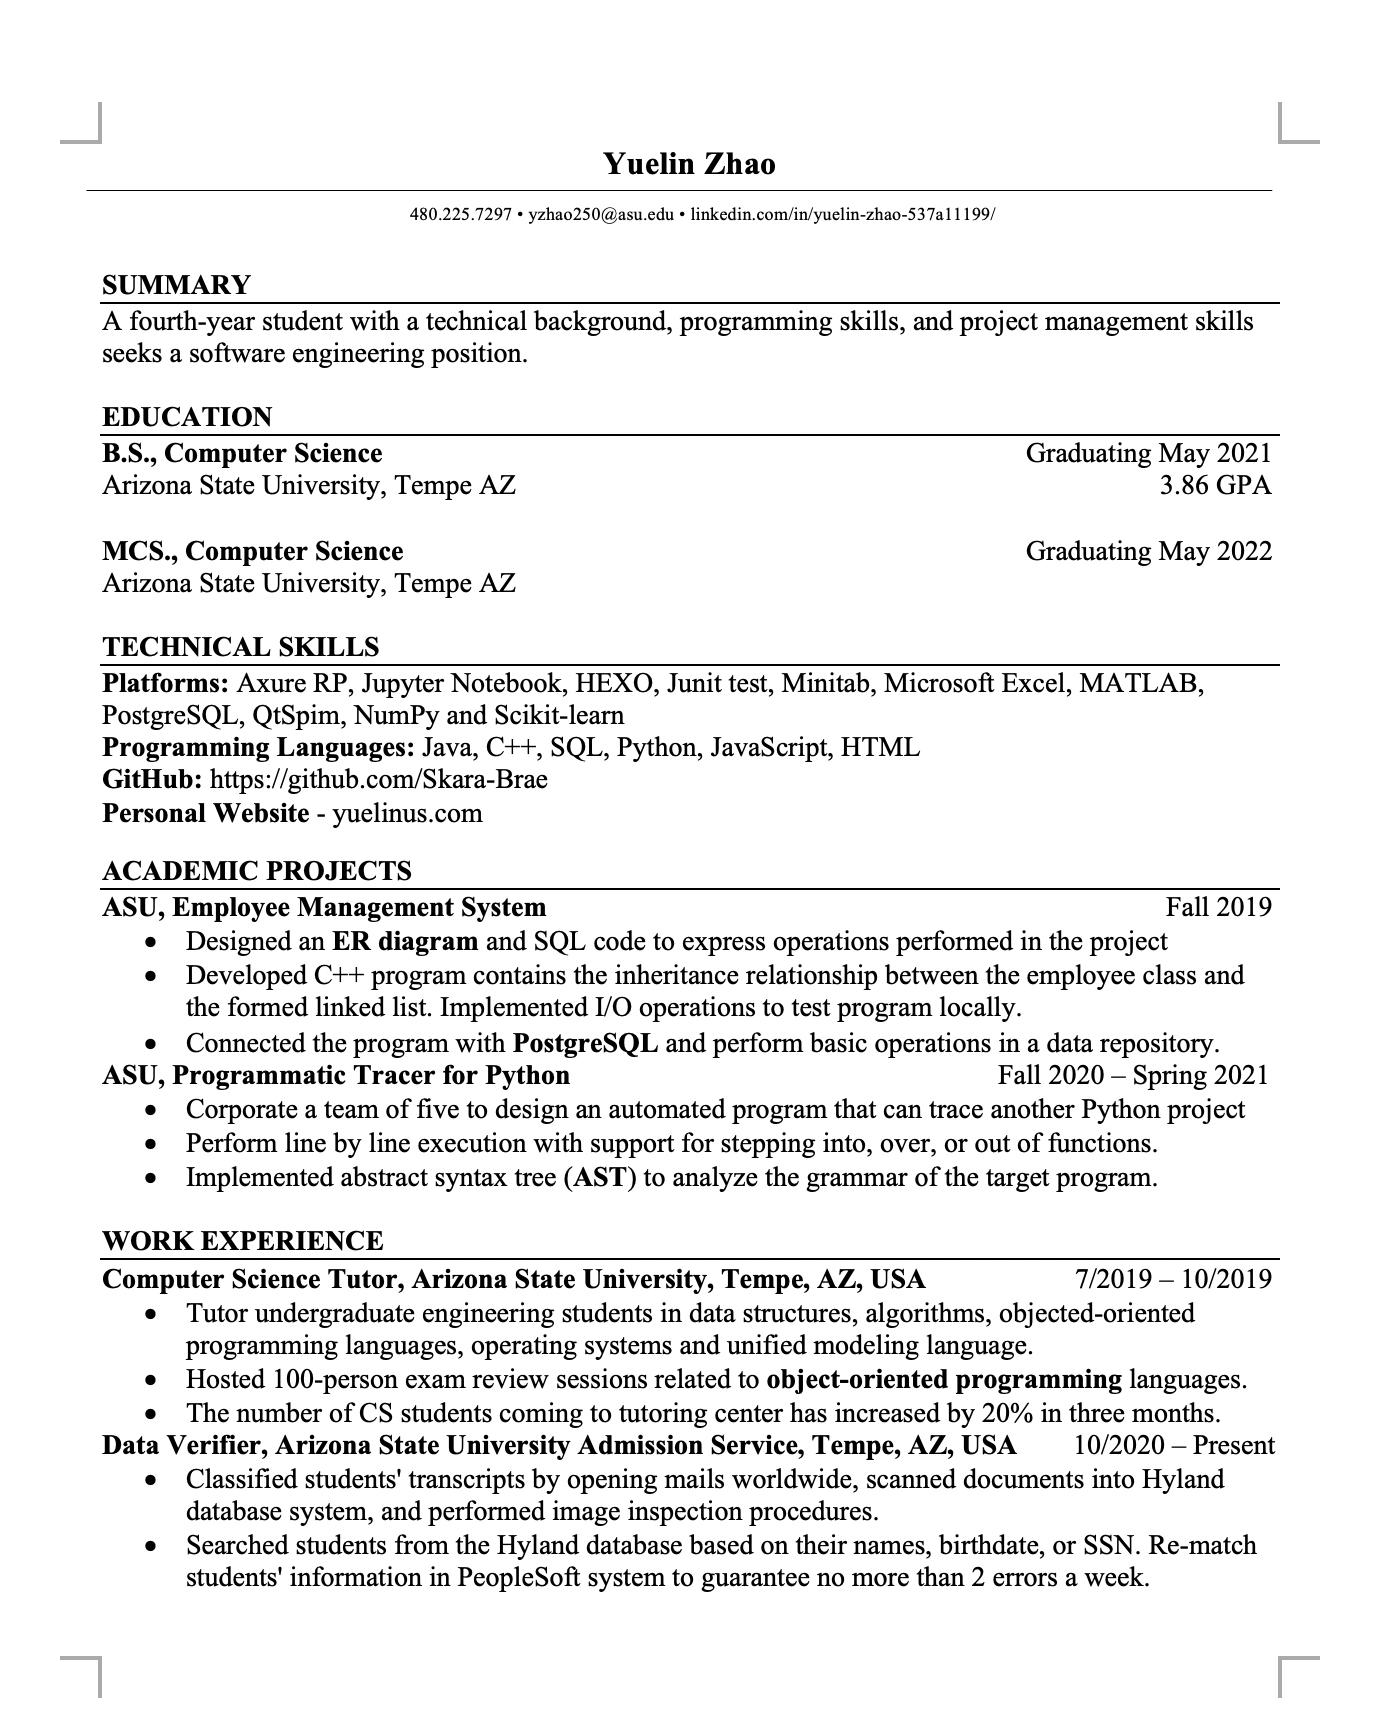 Yuelin Zhao
480.225.7297 • yzhao250@asu.edu • linkedin.com/in/yuelin-zhao-537a11199/
SUMMARY
A fourth-year student with a technical background, programming skills, and project management skills
seeks a software engineering position.
EDUCATION
B.S., Computer Science Graduating May 2021
Arizona State University, Tempe AZ 3.86 GPA
MCS., Computer Science Graduating May 2022
Arizona State University, Tempe AZ
TECHNICAL SKILLS
Platforms: Axure RP, Jupyter Notebook, HEXO, Junit test, Minitab, Microsoft Excel, MATLAB,
PostgreSQL, QtSpim, NumPy and Scikit-learn
Programming Languages: Java, C++, SQL, Python, JavaScript, HTML
GitHub: https://github.com/Skara-Brae
Personal Website - yuelinus.com
ACADEMIC PROJECTS
ASU, Employee Management System Fall 2019
• Designed an ER diagram and SQL code to express operations performed in the project
• Developed C++ program contains the inheritance relationship between the employee class and
the formed linked list. Implemented I/O operations to test program locally.
• Connected the program with PostgreSQL and perform basic operations in a data repository.
ASU, Programmatic Tracer for Python Fall 2020 – Spring 2021
• Corporate a team of five to design an automated program that can trace another Python project
• Perform line by line execution with support for stepping into, over, or out of functions.
• Implemented abstract syntax tree (AST) to analyze the grammar of the target program.
WORK EXPERIENCE
Computer Science Tutor, Arizona State University, Tempe, AZ, USA 7/2019 – 10/2019
• Tutor undergraduate engineering students in data structures, algorithms, objected-oriented
programming languages, operating systems and unified modeling language.
• Hosted 100-person exam review sessions related to object-oriented programming languages.
• The number of CS students coming to tutoring center has increased by 20% in three months.
Data Verifier, Arizona State University Admission Service, Tempe, AZ, USA 10/2020 – Present
• Classified students' transcripts by opening mails worldwide, scanned documents into Hyland
database system, and performed image inspection procedures.
• Searched students from the Hyland database based on their names, birthdate, or SSN. Re-match
students' information in PeopleSoft system to guarantee no more than 2 errors a week.